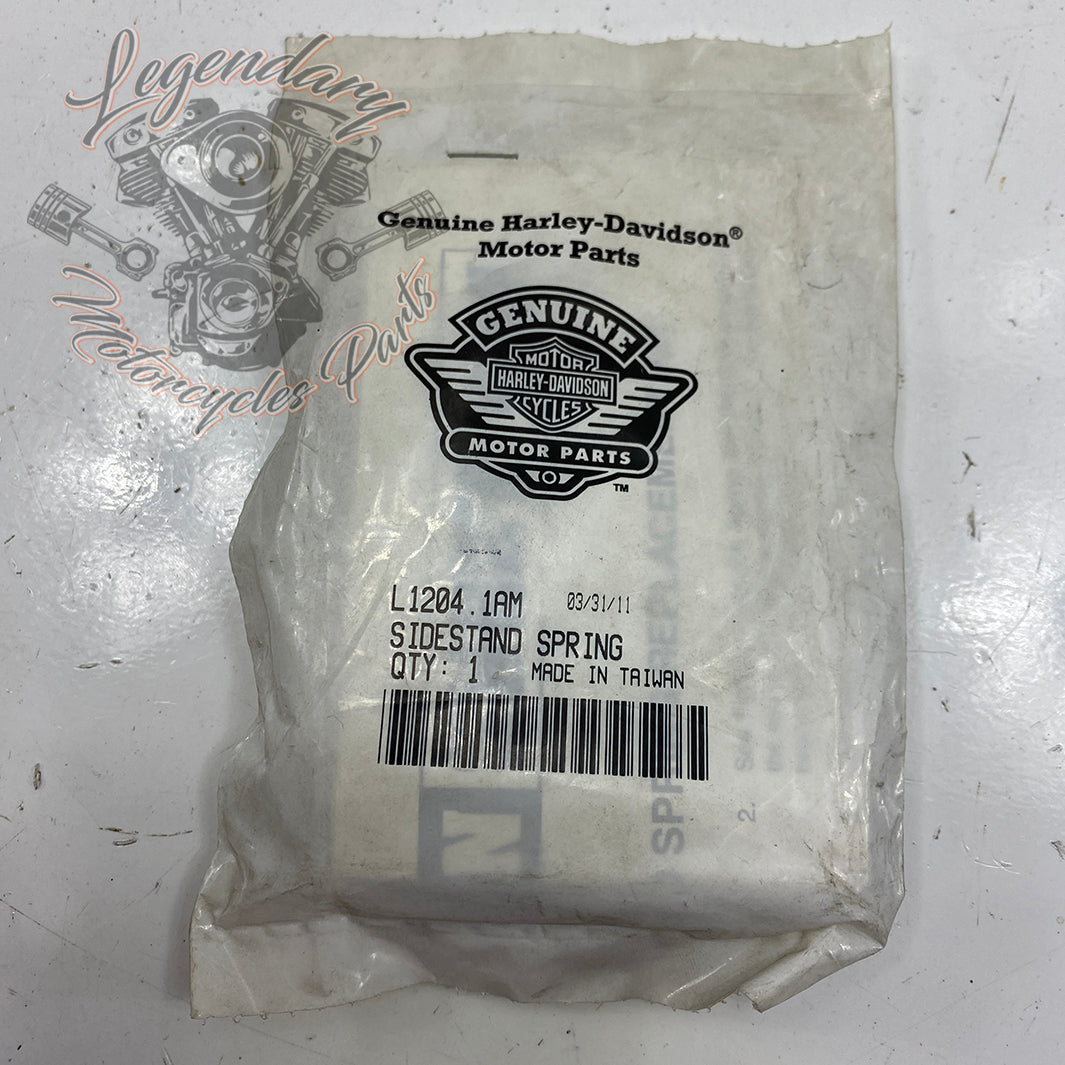 Legendary
Motorcycles Parts
Genuine Harley-Davidson®
Motor Parts
GENUINE
MOTOR
HARLEY-DAVIDSON
CYCLES
MOTOR PARTS
TM
L1204.1AM 03/31/11
SIDESTAND SPRING
QTY: 1 MADE IN TAIWAN
2.